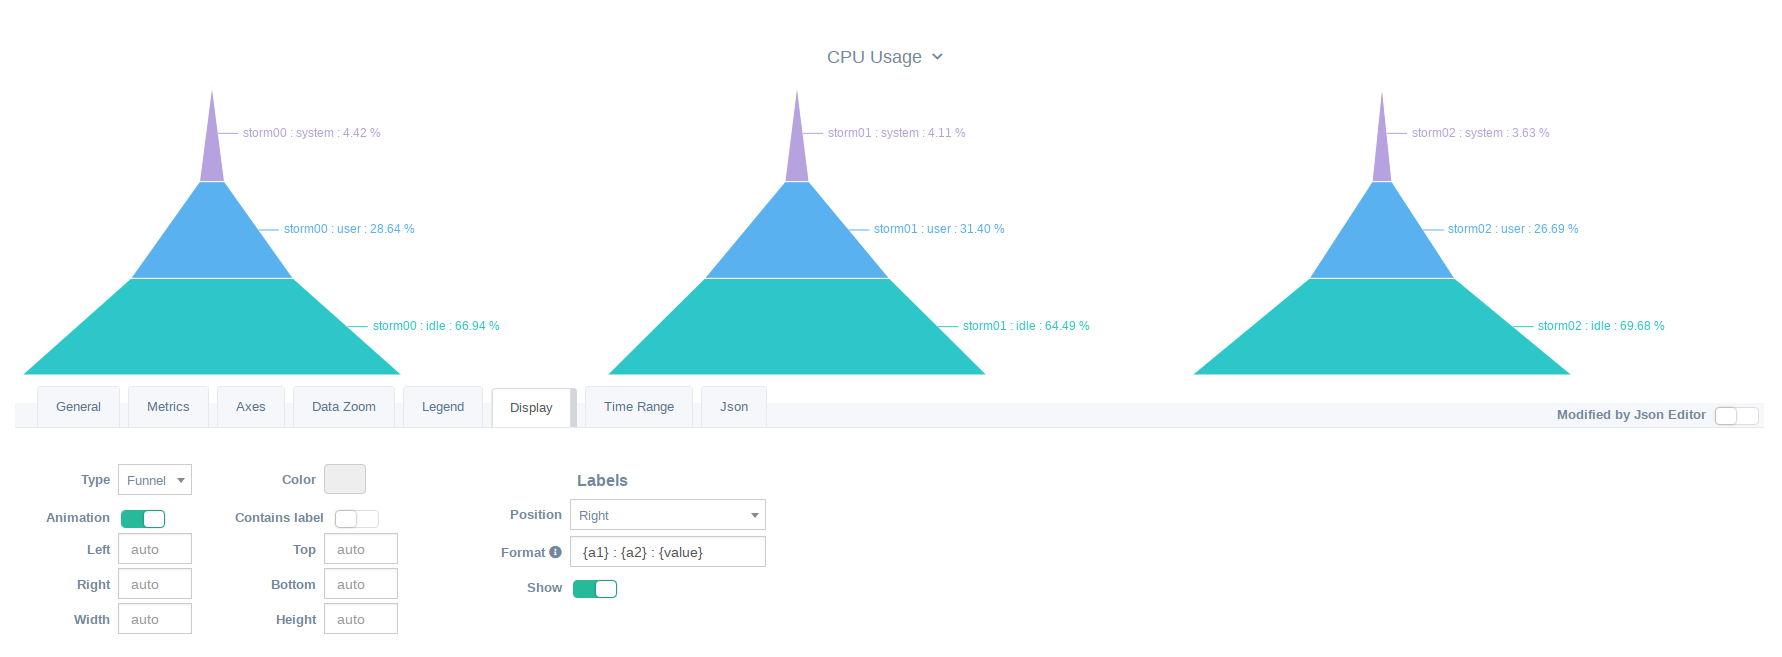 CPU Usage
storm00 : system : 4.42 %
storm01 : system : 4.11 %
storm02 : system : 3.63 %
storm00 : user : 28.64 %
storm01 : user : 31.40 %
storm02 : user : 26.69 %
storm00 : idle : 66.94 %
storm01 : idle : 64.49 %
storm02 : idle : 69.68 %
General Metrics Axes Data Zoom Legend Display Time Range Json
Modified by Json Editor
Type Funnel
Color
Animation
Contains label
Left auto
Top auto
Right auto
Bottom auto
Width auto
Height auto
Labels
Position Right
Format {a1} : {a2} : {value}
Show